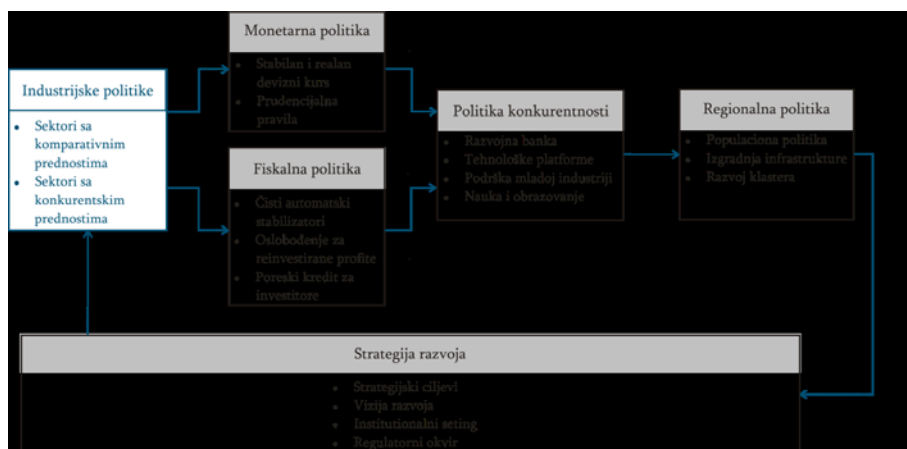 Industrijske politike
• Sektori sa
komparativnim
prednostima
• Sektori sa
konkurentskim
prednostima
Monetarna politika
• Stabilan i realan
devizni kurs
• Prudencijalna
pravila
Fiskalna politika
• Čisti automatski
stabilizatori
• Oslobođenje za
reinvestirane profite
• Poreski kredit za
investitore
Politika konkurentnosti
• Razvojna banka
• Tehnološke platforme
• Podrška mladoj industriji
• Nauka i obrazovanje
Regionalna politika
• Populaciona politika
• Izgradnja infrastrukture
• Razvoj klastera
Strategija razvoja
• Strategijski ciljevi
• Vizija razvoja
• Institutionalni seting
• Regulatorni okvir